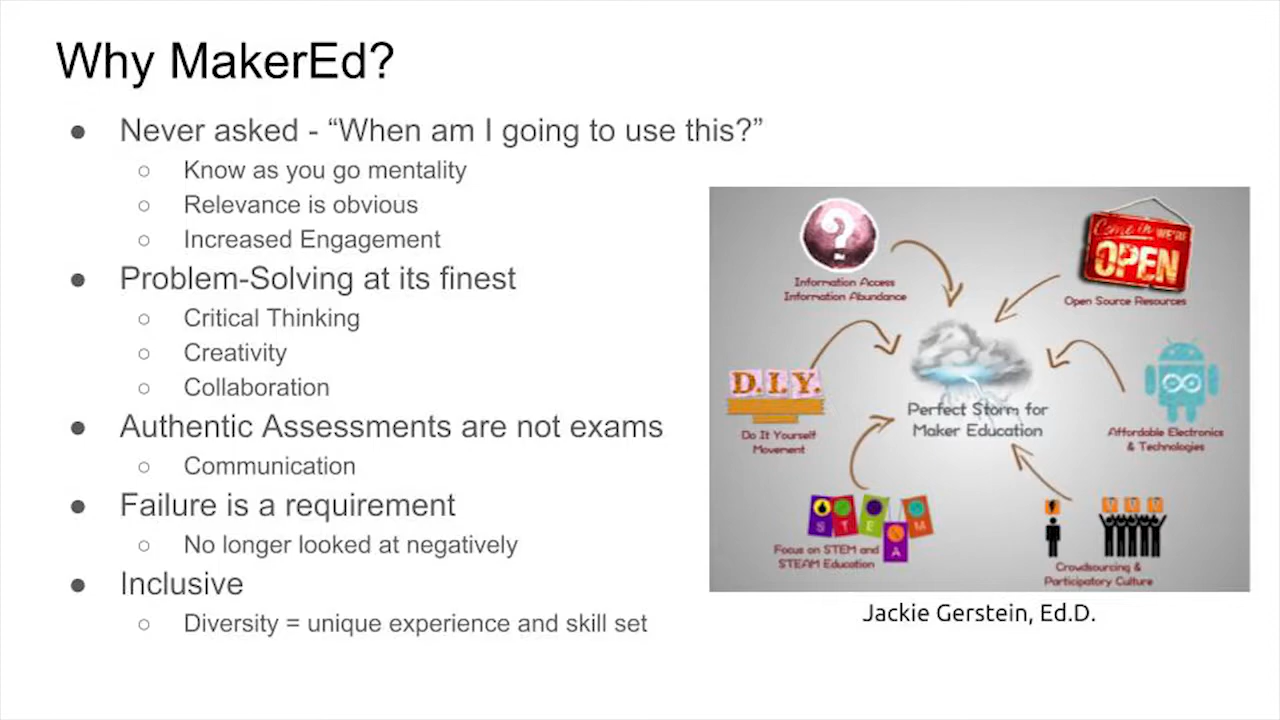 Why MakerEd?
● Never asked - “When am I going to use this?”
○ Know as you go mentality
○ Relevance is obvious
○ Increased Engagement
● Problem-Solving at its finest
○ Critical Thinking
○ Creativity
○ Collaboration
● Authentic Assessments are not exams
○ Communication
● Failure is a requirement
○ No longer looked at negatively
● Inclusive
○ Diversity = unique experience and skill set
?
Information Access
Information Abundance
Come in WE'RE
OPEN
Open Source Resources
D.I.Y.
Do It Yourself
Movement
Perfect Storm for
Maker Education
Affordable Electronics
& Technologies
S T E A M
Focus on STEM and
STEAM Education
Crowdsourcing &
Participatory Culture
Jackie Gerstein, Ed.D.